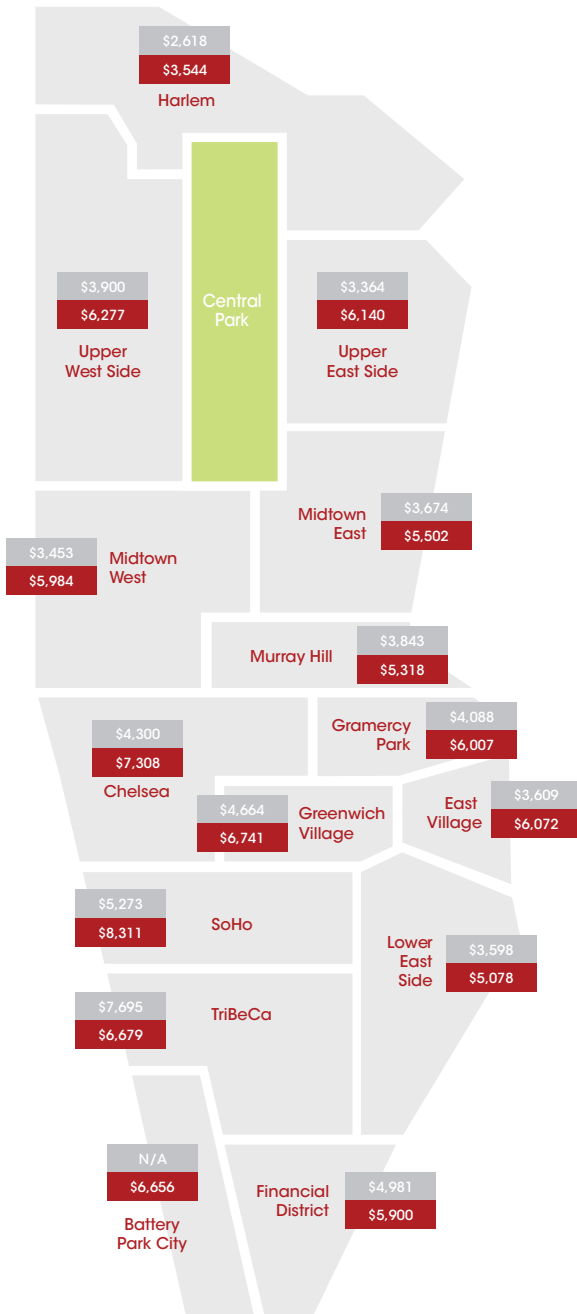 $2,618
$3,544
Harlem
$3,900
$6,277
Upper
West Side
Central
Park
$3,364
$6,140
Upper
East Side
Midtown
East
$3,674
$5,502
$3,453
$5,984
Midtown
West
Murray Hill
$3,843
$5,318
$4,300
$7,308
Chelsea
Gramercy
Park
$4,088
$6,007
$4,664
$6,741
Greenwich
Village
East
Village
$3,609
$6,072
$5,273
$8,311
SoHo
Lower
East
Side
$3,598
$5,078
$7,695
$6,679
TriBeCa
N/A
$6,656
Battery
Park City
Financial
District
$4,981
$5,900